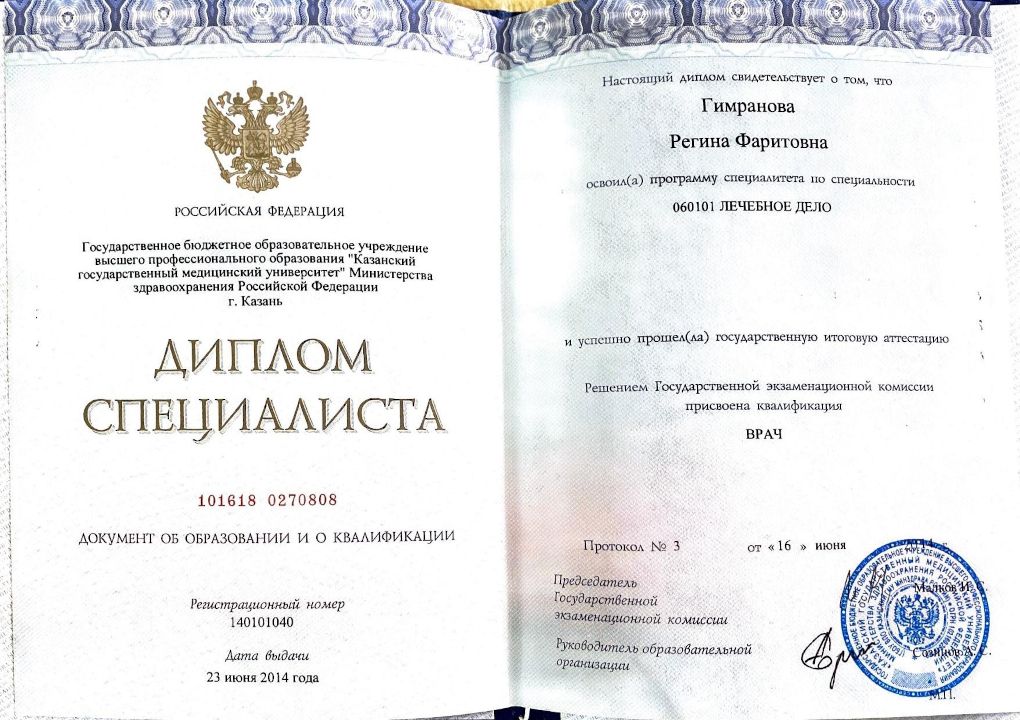 РОССИЙСКАЯ ФЕДЕРАЦИЯ
Государственное бюджетное образовательное учреждение
высшего профессионального образования "Казанский
государственный медицинский университет" Министерства
здравоохранения Российской Федерации
г. Казань
ДИПЛОМ
СПЕЦИАЛИСТА
101618 0270808
ДОКУМЕНТ ОБ ОБРАЗОВАНИИ И О КВАЛИФИКАЦИИ
Регистрационный номер
140101040
Дата выдачи
23 июня 2014 года
Настоящий диплом свидетельствует о том, что
Гимранова
Регина Фаритовна
освоил(а) программу специалитета по специальности
060101 ЛЕЧЕБНОЕ ДЕЛО
и успешно прошел(ла) государственную итоговую аттестацию
Решением Государственной экзаменационной комиссии
присвоена квалификация
ВРАЧ
Протокол № 3 от «16 » июня 2014 г.
Председатель
Государственной
экзаменационной комиссии
Малков И.
Руководитель образовательной
организации
Созинов А.
М.П.